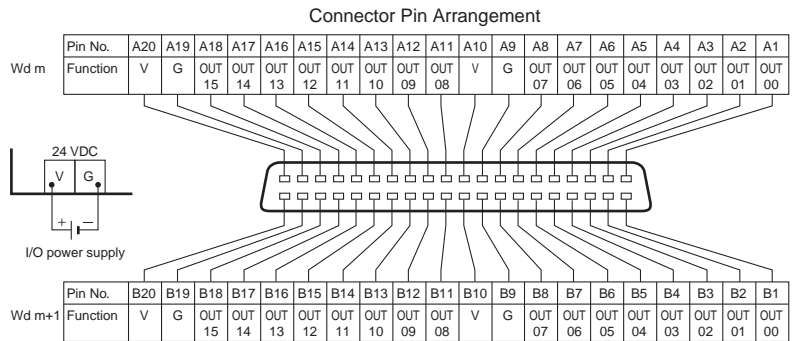 Connector Pin Arrangement
Pin No. A20 A19 A18 A17 A16 A15 A14 A13 A12 A11 A10 A9 A8 A7 A6 A5 A4 A3 A2 A1
Wd m Function V G OUT OUT OUT OUT OUT OUT OUT OUT V G OUT OUT OUT OUT OUT OUT OUT OUT
15 14 13 12 11 10 09 08 07 06 05 04 03 02 01 00
24 VDC
V G
+ −
I/O power supply
Pin No. B20 B19 B18 B17 B16 B15 B14 B13 B12 B11 B10 B9 B8 B7 B6 B5 B4 B3 B2 B1
Wd m+1 Function V G OUT OUT OUT OUT OUT OUT OUT OUT V G OUT OUT OUT OUT OUT OUT OUT OUT
15 14 13 12 11 10 09 08 07 06 05 04 03 02 01 00